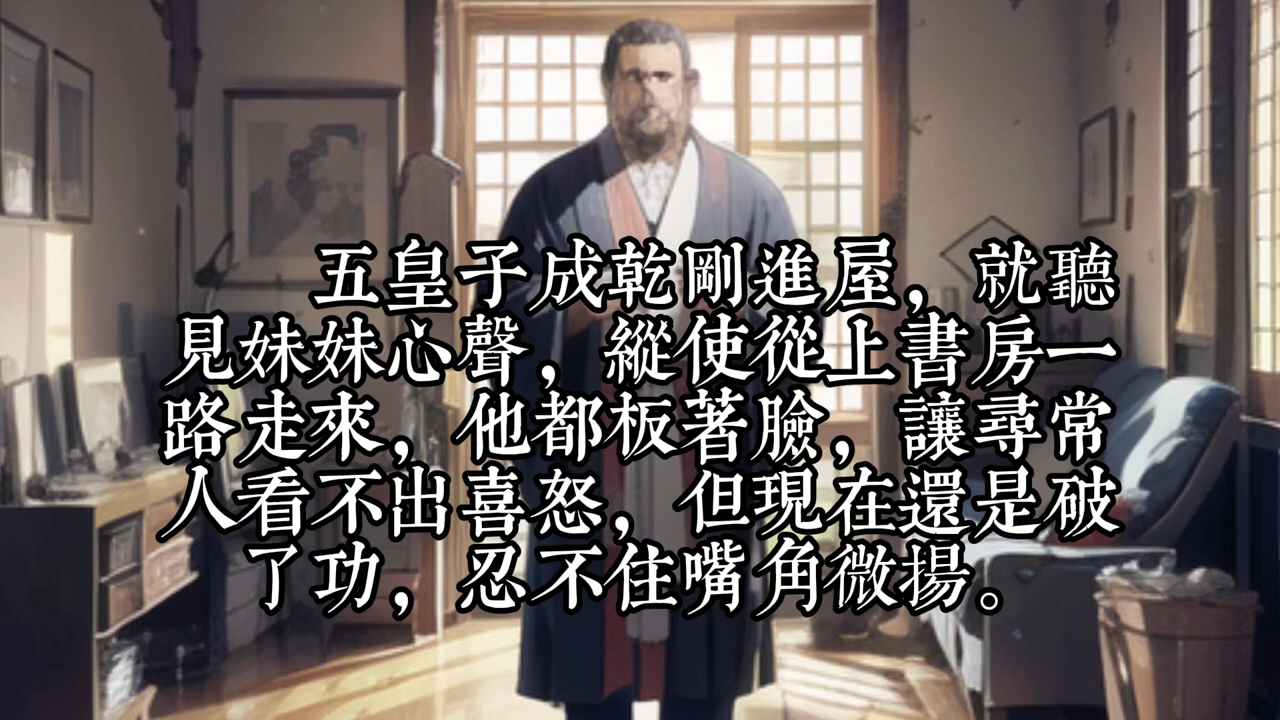 五皇子成乾剛進屋，就聽
見妹妹心聲，縱使從上書房一
路走來，他都板著臉，讓尋常
人看不出喜怒，但現在還是破
了功，忍不住嘴角微揚。